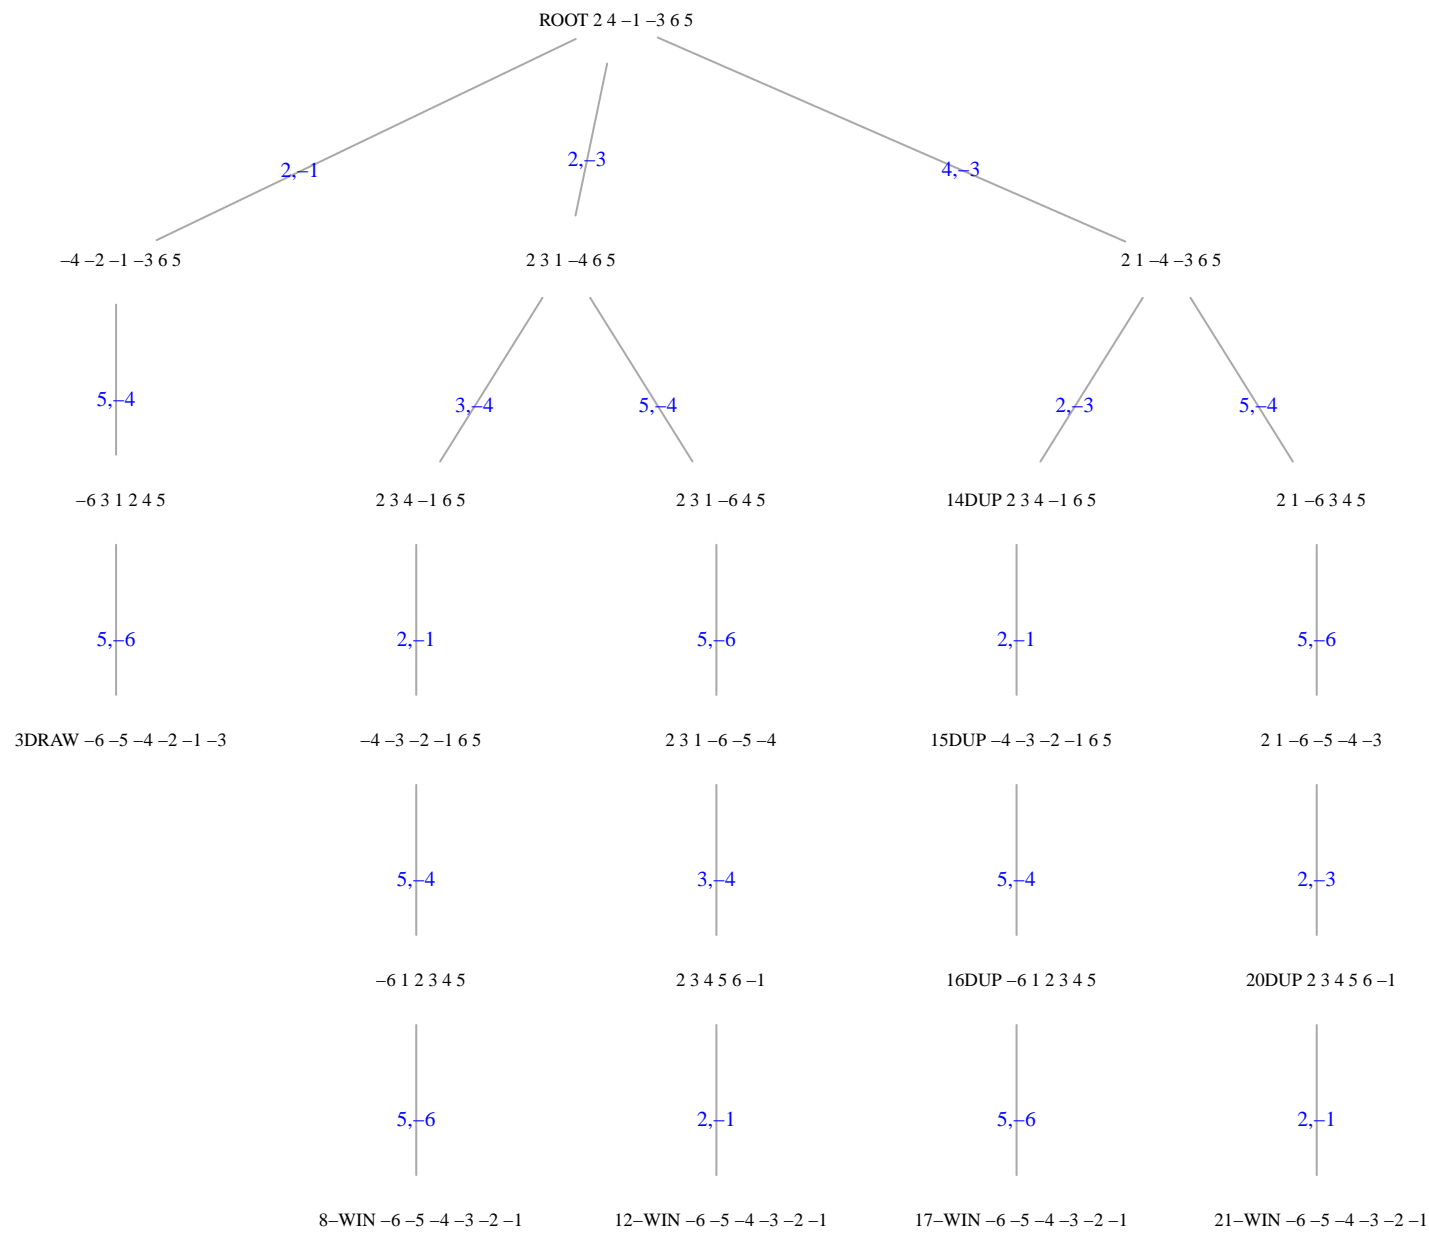 ROOT 2 4 –1 –3 6 5
2,–1
2,–3
4,–3
–4 –2 –1 –3 6 5
2 3 1 –4 6 5
2 1 –4 –3 6 5
5,–4
3,–4
5,–4
2,–3
5,–4
–6 3 1 2 4 5
2 3 4 –1 6 5
2 3 1 –6 4 5
14DUP 2 3 4 –1 6 5
2 1 –6 3 4 5
5,–6
2,–1
5,–6
2,–1
5,–6
3DRAW –6 –5 –4 –2 –1 –3
–4 –3 –2 –1 6 5
2 3 1 –6 –5 –4
15DUP –4 –3 –2 –1 6 5
2 1 –6 –5 –4 –3
5,–4
3,–4
5,–4
2,–3
–6 1 2 3 4 5
2 3 4 5 6 –1
16DUP –6 1 2 3 4 5
20DUP 2 3 4 5 6 –1
5,–6
2,–1
5,–6
2,–1
8–WIN –6 –5 –4 –3 –2 –1
12–WIN –6 –5 –4 –3 –2 –1
17–WIN –6 –5 –4 –3 –2 –1
21–WIN –6 –5 –4 –3 –2 –1